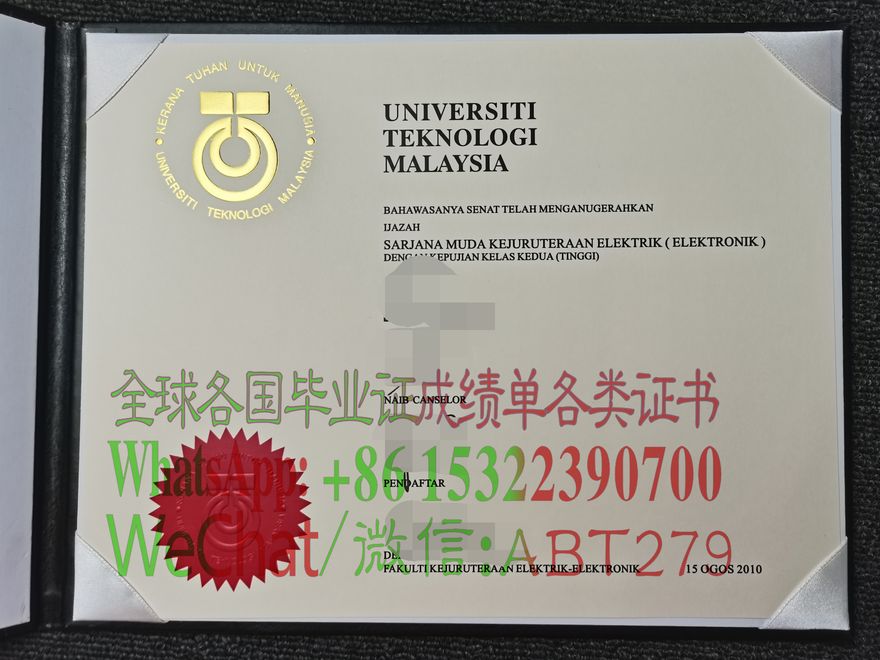 KERANA TUHAN UNTUK MANUSIA
UNIVERSITI TEKNOLOGI MALAYSIA
UNIVERSITI
TEKNOLOGI
MALAYSIA
BAHAWASANYA SENAT TELAH MENGANUGERAHKAN
IJAZAH
SARJANA MUDA KEJURUTERAAN ELEKTRIK ( ELEKTRONIK )
DENGAN KEPUJIAN KELAS KEDUA (TINGGI)
全球各国毕业证成绩单各类证书
NAIB CANSELOR
WhatsApp: +86 15322390700
PENDAFTAR
WeChat/微信:ABT279
FAKULTI KEJURUTERAAN ELEKTRIK-ELEKTRONIK 15 OGOS 2010